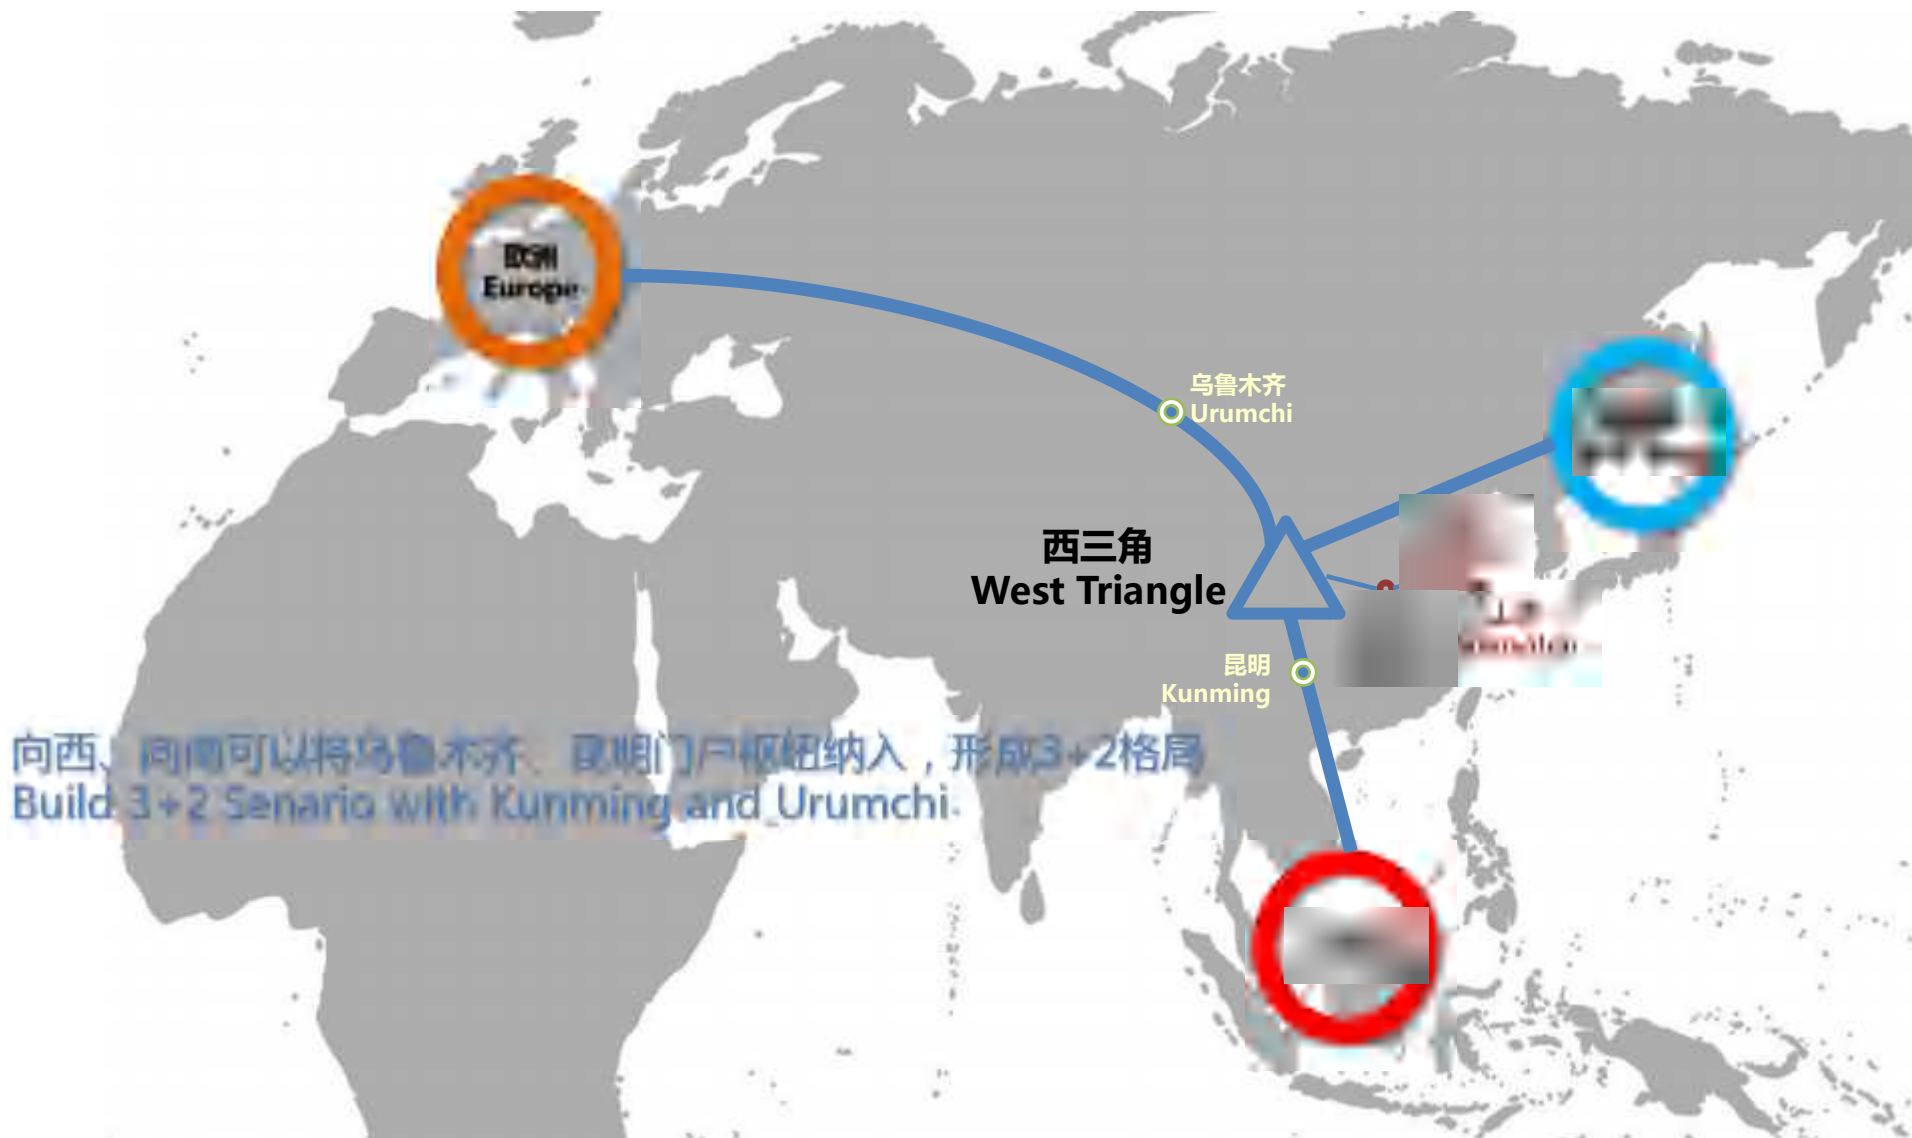 欧洲
Europe
乌鲁木齐
Urumchi
西三角
West Triangle
昆明
Kunming
向西、向南可以将乌鲁木齐、昆明门户枢纽纳入，形成3+2格局
Build 3+2 Senario with Kunming and Urumchi